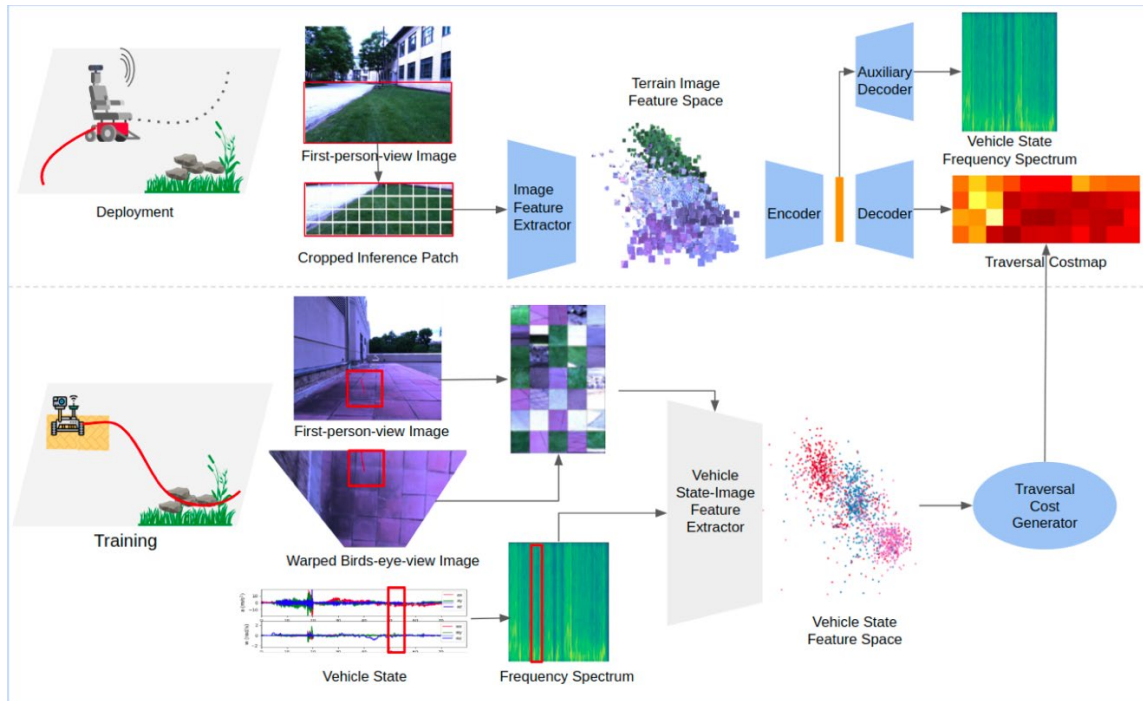 Deployment
First-person-view Image
Cropped Inference Patch
Image
Feature
Extractor
Terrain Image
Feature Space
Encoder
Auxiliary
Decoder
Decoder
Vehicle State
Frequency Spectrum
Traversal Costmap
Training
First-person-view Image
Warped Birds-eye-view Image
Vehicle State
Frequency Spectrum
Vehicle
State-Image
Feature
Extractor
Vehicle State
Feature Space
Traversal
Cost
Generator